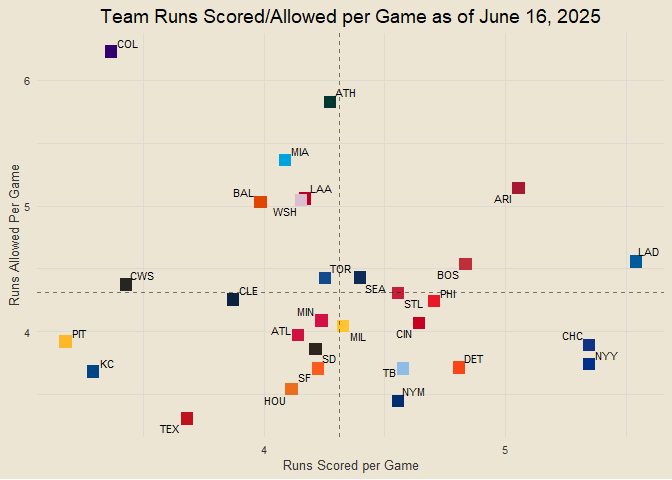 Team Runs Scored/Allowed per Game as of June 16, 2025
COL
6
ATH
MIA
BAL
LAA
ARI
5
WSH
LAD
TOR
BOS
CWS
SEA
CLE
PHI
STL
MIN
ATL
MIL
CIN
CHC
4
PIT
NYY
SD
DET
KC
TB
SF
NYM
HOU
TEX
4
5
Runs Scored per Game
Runs Allowed Per Game